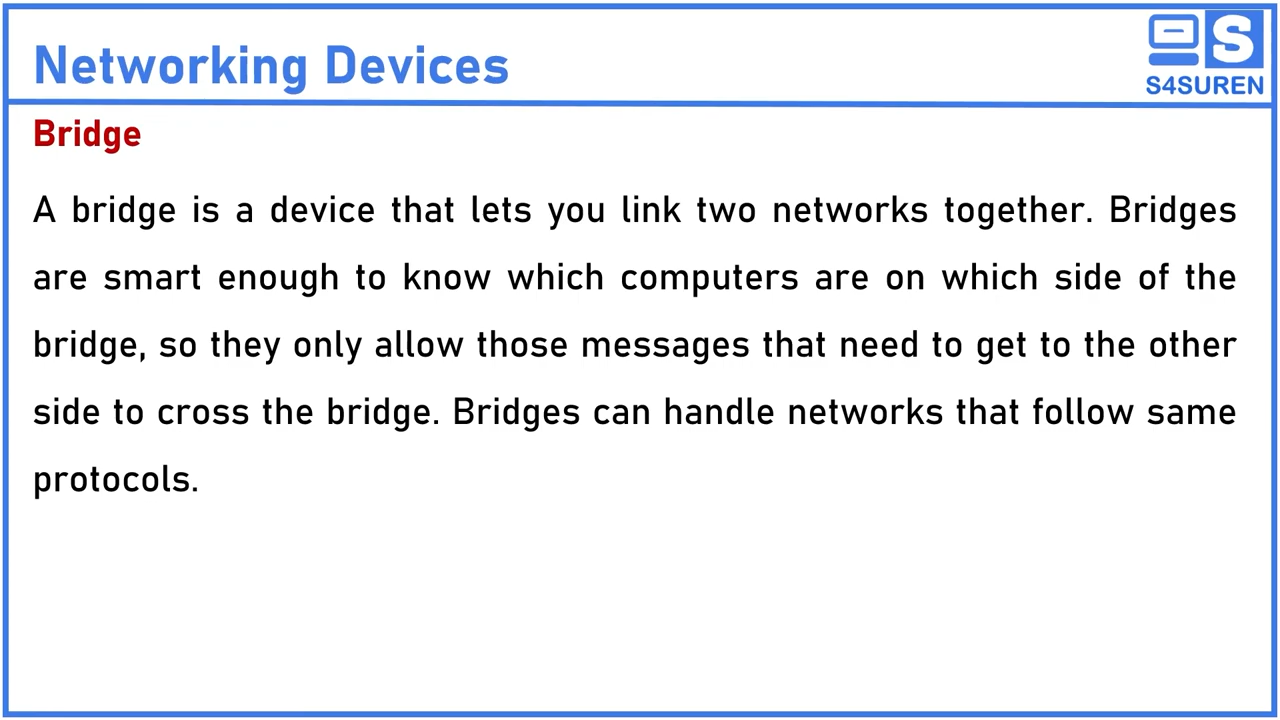 Networking Devices
S
S4SUREN
Bridge
A bridge is a device that lets you link two networks together. Bridges
are smart enough to know which computers are on which side of the
bridge, so they only allow those messages that need to get to the other
side to cross the bridge. Bridges can handle networks that follow same
protocols.